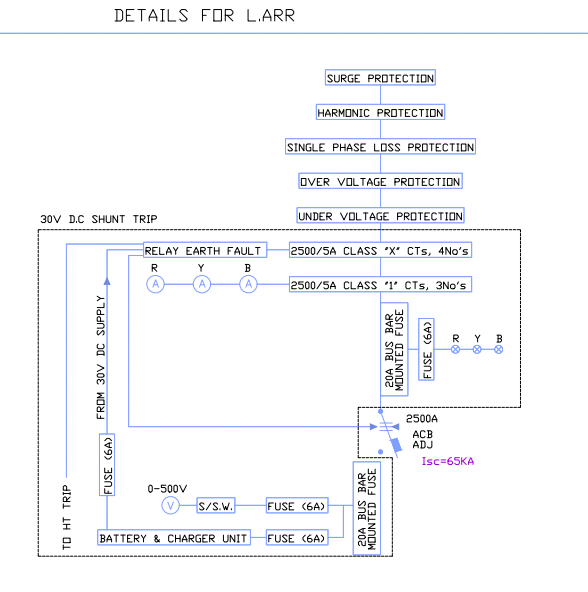 DETAILS FOR L.ARR
SURGE PROTECTION
HARMONIC PROTECTION
SINGLE PHASE LOSS PROTECTION
OVER VOLTAGE PROTECTION
UNDER VOLTAGE PROTECTION
30V D.C SHUNT TRIP
RELAY EARTH FAULT
2500/5A CLASS "X" CTs, 4No's
R Y B
A A A
2500/5A CLASS "1" CTs, 3No's
FROM 30V DC SUPPLY
20A BUS BAR
MOUNTED FUSE
FUSE (6A)
R Y B
2500A
ACB
ADJ
Isc=65KA
FUSE (6A)
TO HT TRIP
0-500V
V
S/S.W.
FUSE (6A)
20A BUS BAR
MOUNTED FUSE
BATTERY & CHARGER UNIT
FUSE (6A)